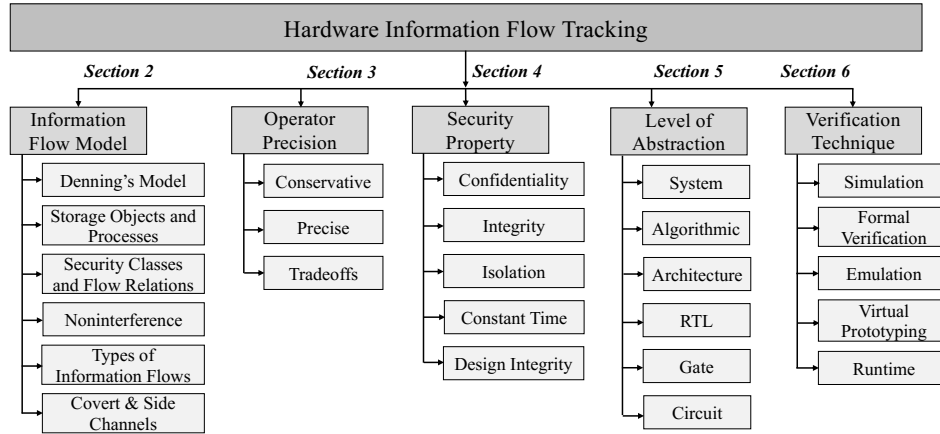 Hardware Information Flow Tracking
Section 2
Section 3
Section 4
Section 5
Section 6
Information
Flow Model
Denning's Model
Storage Objects and
Processes
Security Classes
and Flow Relations
Noninterference
Types of
Information Flows
Covert & Side
Channels
Operator
Precision
Conservative
Precise
Tradeoffs
Security
Property
Confidentiality
Integrity
Isolation
Constant Time
Design Integrity
Level of
Abstraction
System
Algorithmic
Architecture
RTL
Gate
Circuit
Verification
Technique
Simulation
Formal
Verification
Emulation
Virtual
Prototyping
Runtime